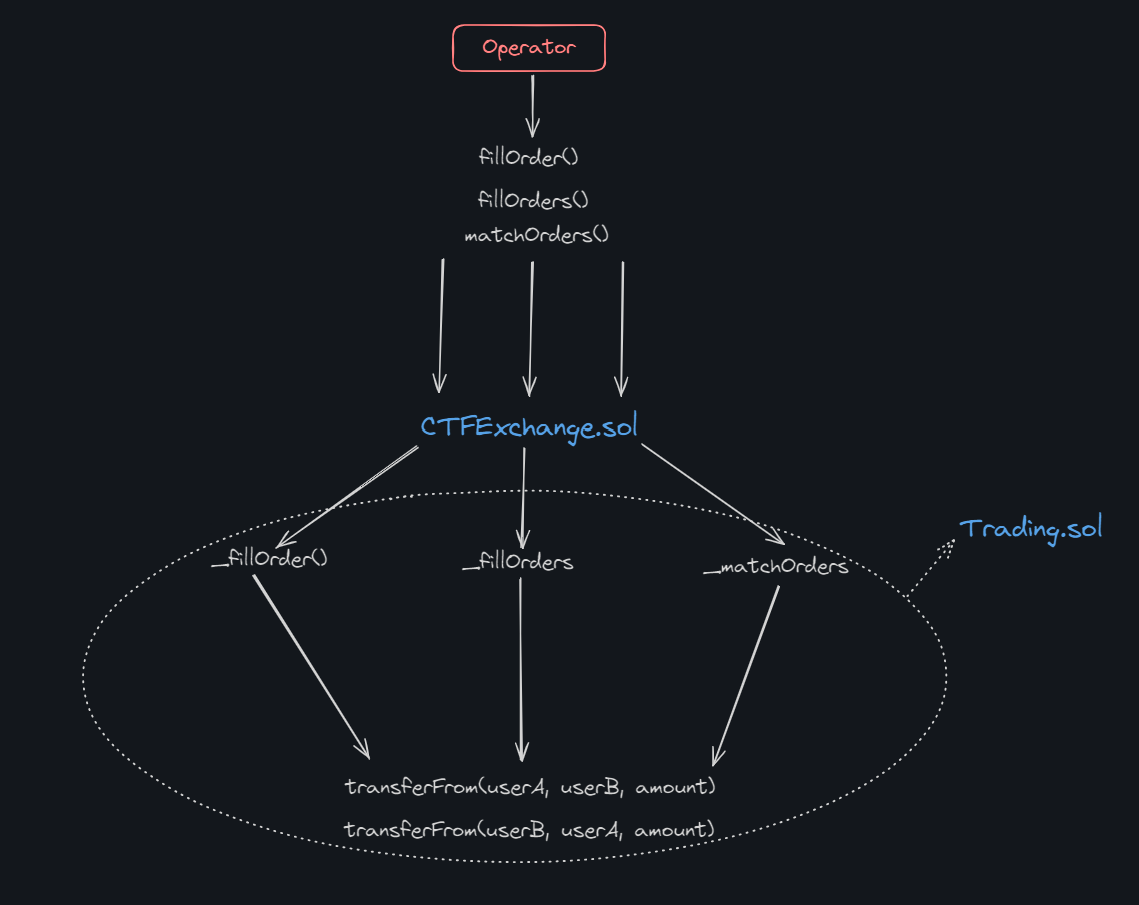 Operator
fillOrder()
fillOrders()
matchOrders()
CTFExchange.sol
Trading.sol
_fillOrder()
_fillOrders
_matchOrders
transferFrom(userA, userB, amount)
transferFrom(userB, userA, amount)